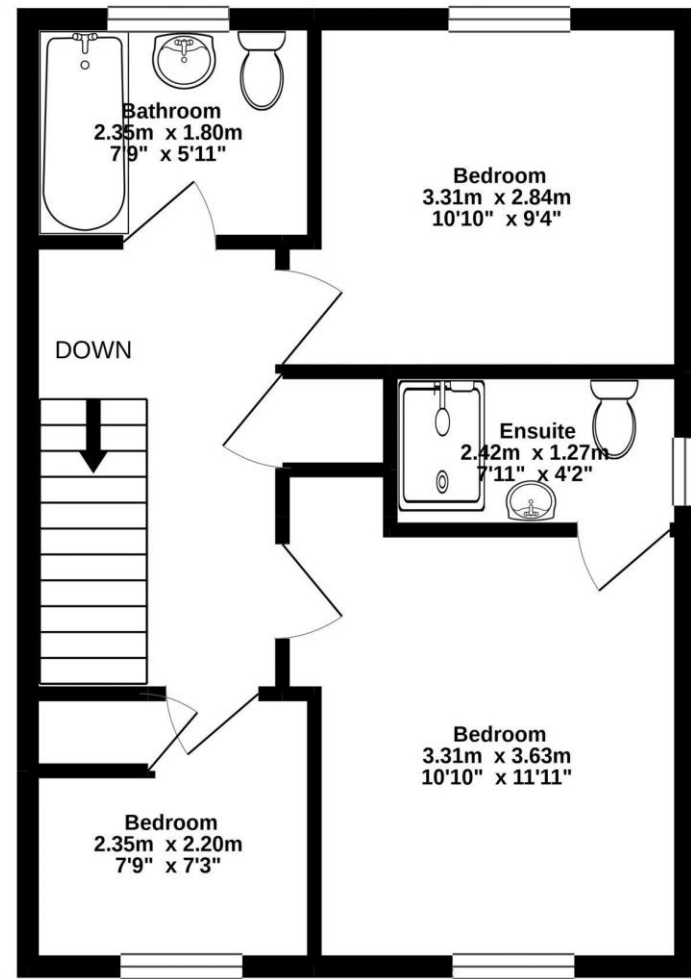 Bathroom
2.35m x 1.80m
7'9" x 5'11"
Bedroom
3.31m x 2.84m
10'10" x 9'4"
DOWN
Ensuite
2.42m x 1.27m
7'11" x 4'2"
Bedroom
3.31m x 3.63m
10'10" x 11'11"
Bedroom
2.35m x 2.20m
7'9" x 7'3"